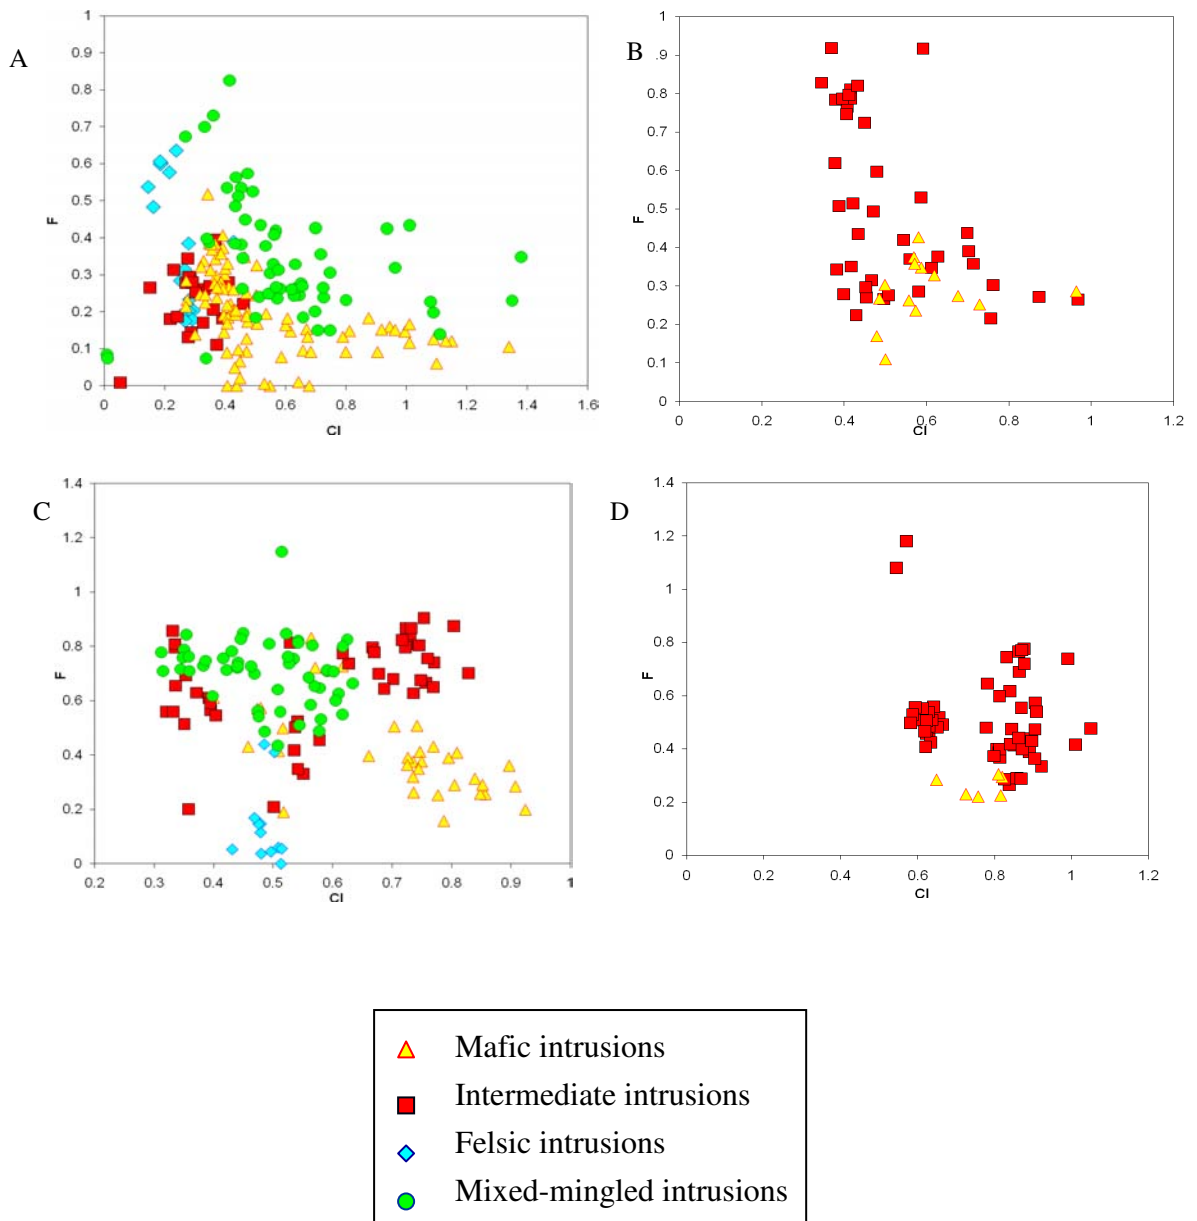 A
1
0.9
0.8
0.7
0.6
0.5
0.4
0.3
0.2
0.1
0
F
0 0.2 0.4 0.6 0.8 1 1.2 1.4 1.6
CI
B
1
.9
0.8
0.7
0.6
0.5
0.4
0.3
0.2
0.1
0
F
0 0.2 0.4 0.6 0.8 1 1.2
CI
C
1.4
1.2
1
0.8
0.6
0.4
0.2
0
F
0.2 0.3 0.4 0.5 0.6 0.7 0.8 0.9 1
CI
D
1.4
1.2
1
0.8
0.6
0.4
0.2
0
F
0 0.2 0.4 0.6 0.8 1 1.2
CI
Mafic intrusions
Intermediate intrusions
Felsic intrusions
Mixed-mingled intrusions